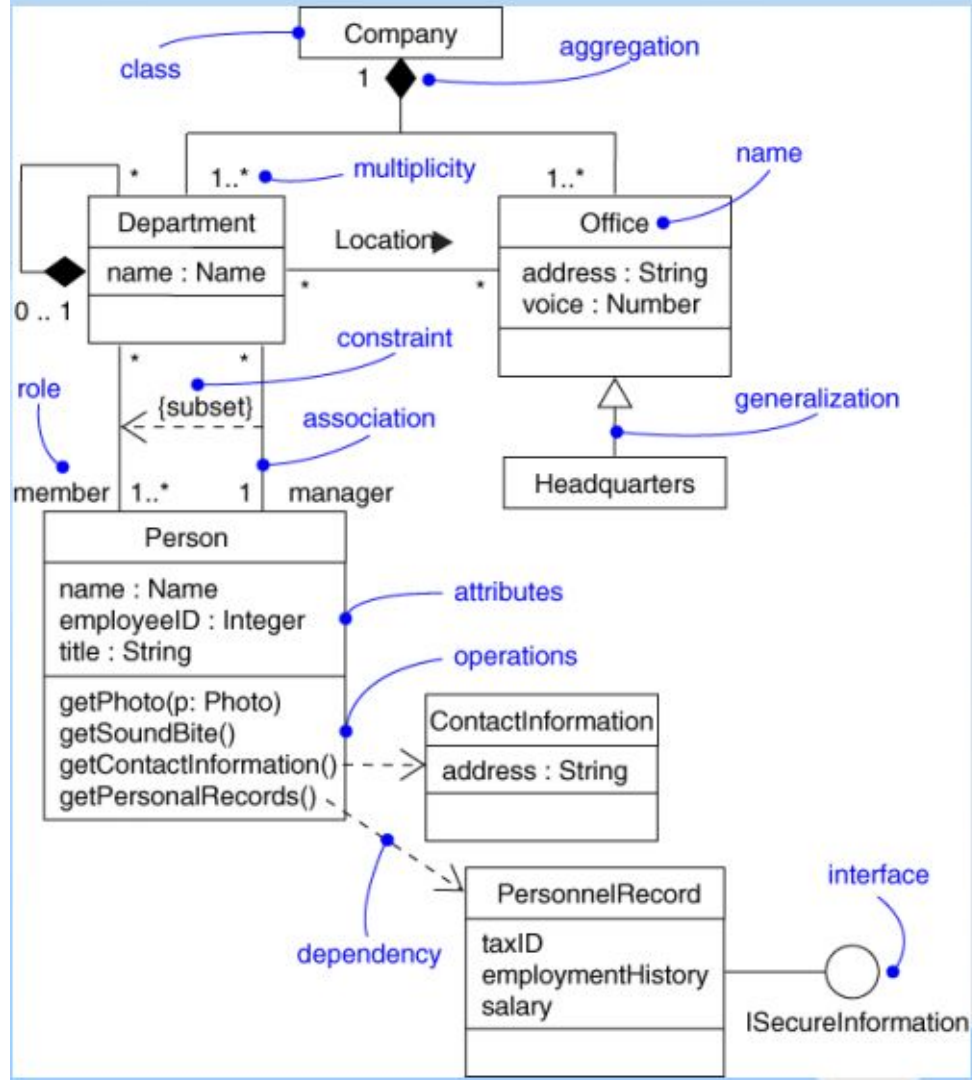 Company
class
aggregation
1
multiplicity
name
*
1..*
1..*
Department
name : Name
Location
Office
address : String
voice : Number
*
*
0 .. 1
*
*
constraint
role
{subset}
association
generalization
member
1..*
1
manager
Headquarters
Person
name : Name
employeeID : Integer
title : String
attributes
operations
getPhoto(p: Photo)
getSoundBite()
getContactInformation()
getPersonalRecords()
ContactInformation
address : String
dependency
PersonnelRecord
taxID
employmentHistory
salary
interface
ISecureInformation